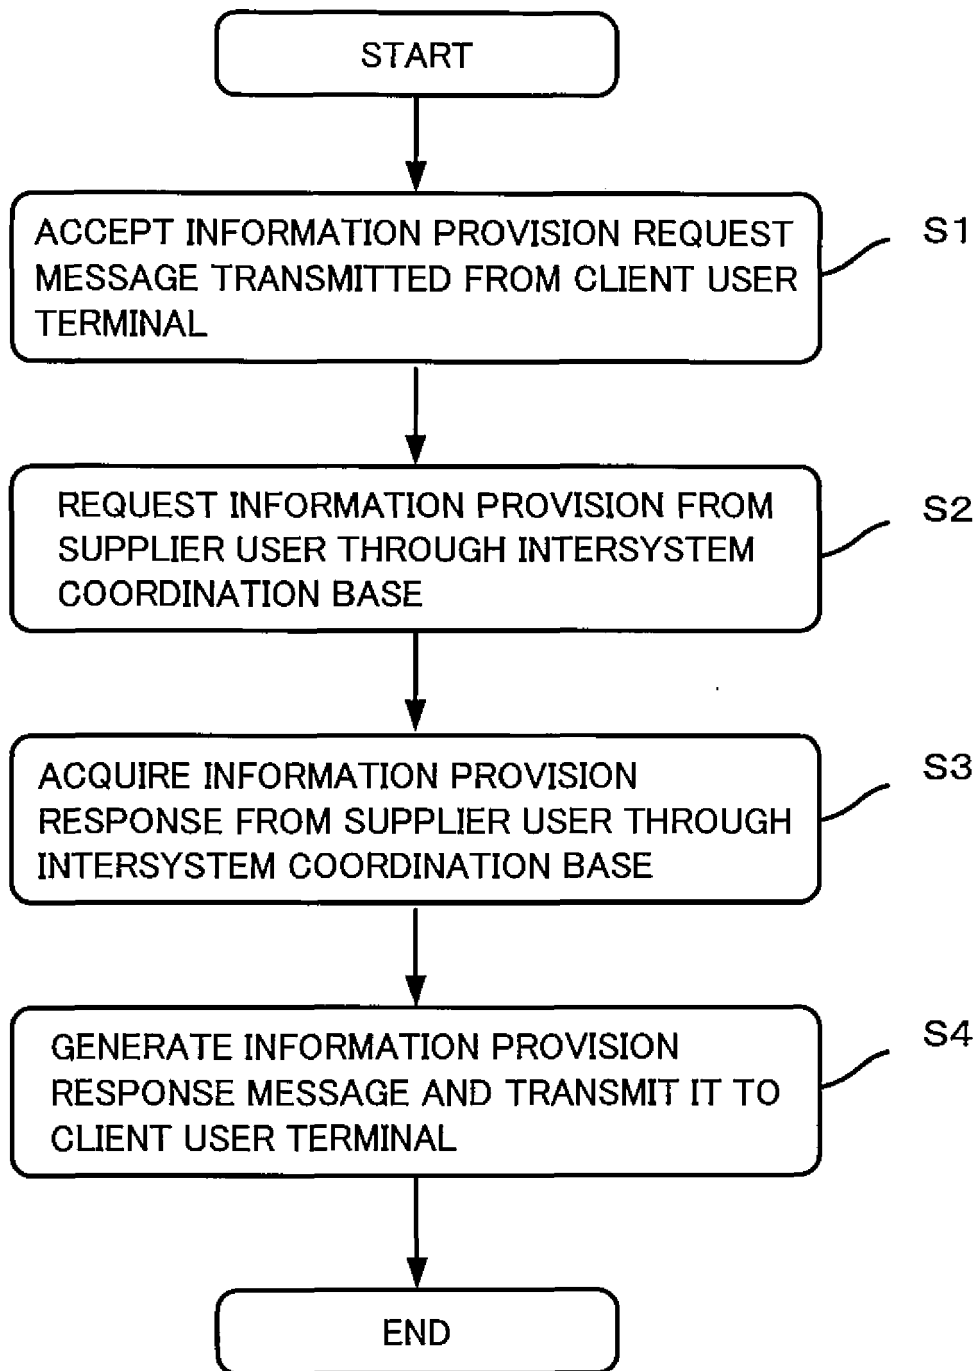 START
ACCEPT INFORMATION PROVISION REQUEST
MESSAGE TRANSMITTED FROM CLIENT USER
TERMINAL
S1
REQUEST INFORMATION PROVISION FROM
SUPPLIER USER THROUGH INTERSYSTEM
COORDINATION BASE
S2
ACQUIRE INFORMATION PROVISION
RESPONSE FROM SUPPLIER USER THROUGH
INTERSYSTEM COORDINATION BASE
S3
GENERATE INFORMATION PROVISION
RESPONSE MESSAGE AND TRANSMIT IT TO
CLIENT USER TERMINAL
S4
END